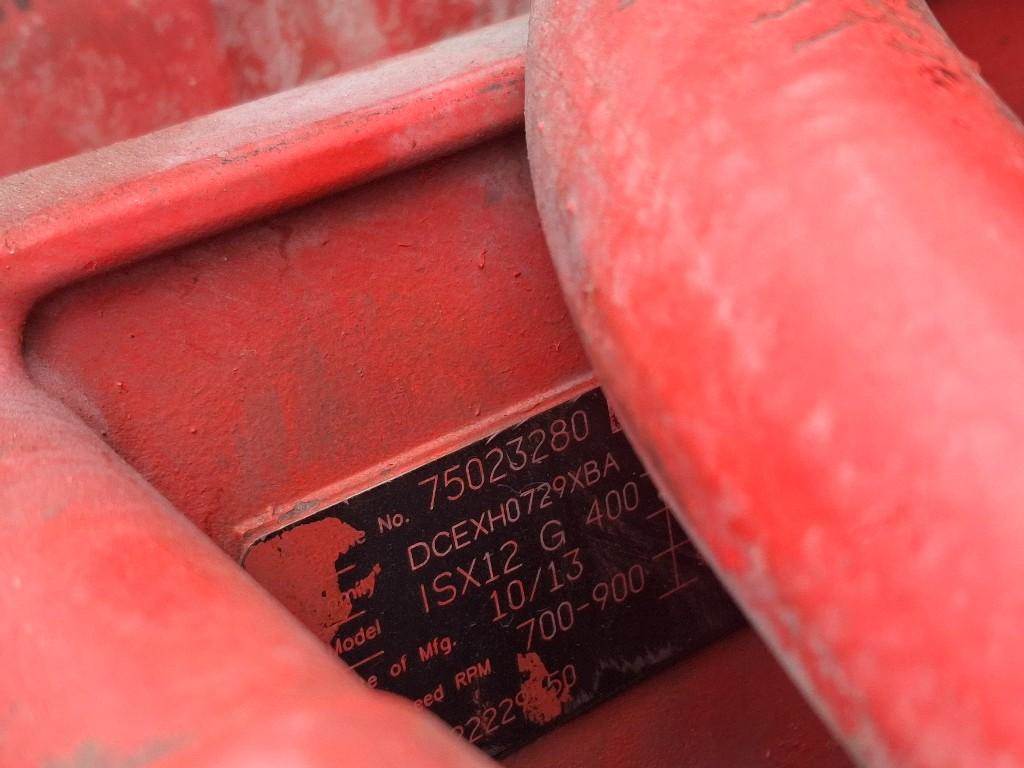 No. 75023280
DCEXH0729XBA
Model ISX12 G 400
of Mfg. 10/13
RPM 700-900